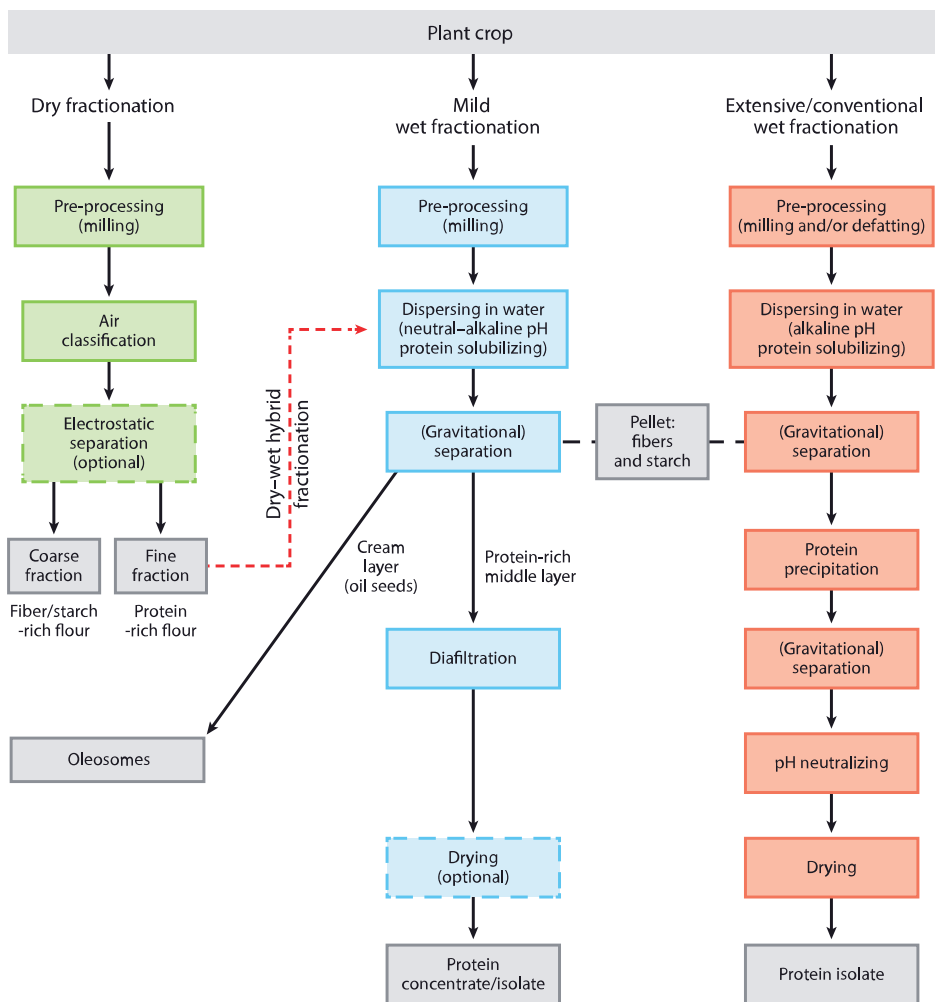 Plant crop
Dry fractionation
Pre-processing
(milling)
Air
classification
Electrostatic
separation
(optional)
Coarse
fraction
Fine
fraction
Fiber/starch
-rich flour
Protein
-rich flour
Dry–wet hybrid
fractionation
Mild
wet fractionation
Pre-processing
(milling)
Dispersing in water
(neutral–alkaline pH
protein solubilizing)
(Gravitational)
separation
Cream
layer
(oil seeds)
Oleosomes
Protein-rich
middle layer
Diafiltration
Drying
(optional)
Protein
concentrate/isolate
Pellet:
fibers
and starch
Extensive/conventional
wet fractionation
Pre-processing
(milling and/or defatting)
Dispersing in water
(alkaline pH
protein solubilizing)
(Gravitational)
separation
Protein
precipitation
(Gravitational)
separation
pH neutralizing
Drying
Protein isolate